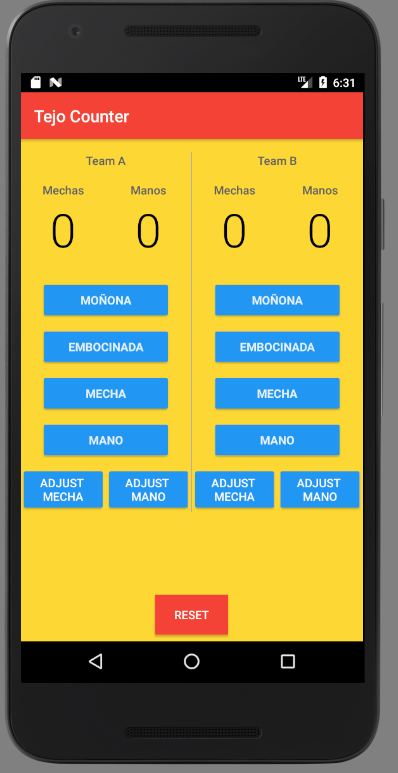 LTE 6:31
Tejo Counter
Team A Team B
Mechas Manos Mechas Manos
0 0 0 0
MOÑONA MOÑONA
EMBOCINADA EMBOCINADA
MECHA MECHA
MANO MANO
ADJUST ADJUST ADJUST ADJUST
MECHA MANO MECHA MANO
RESET